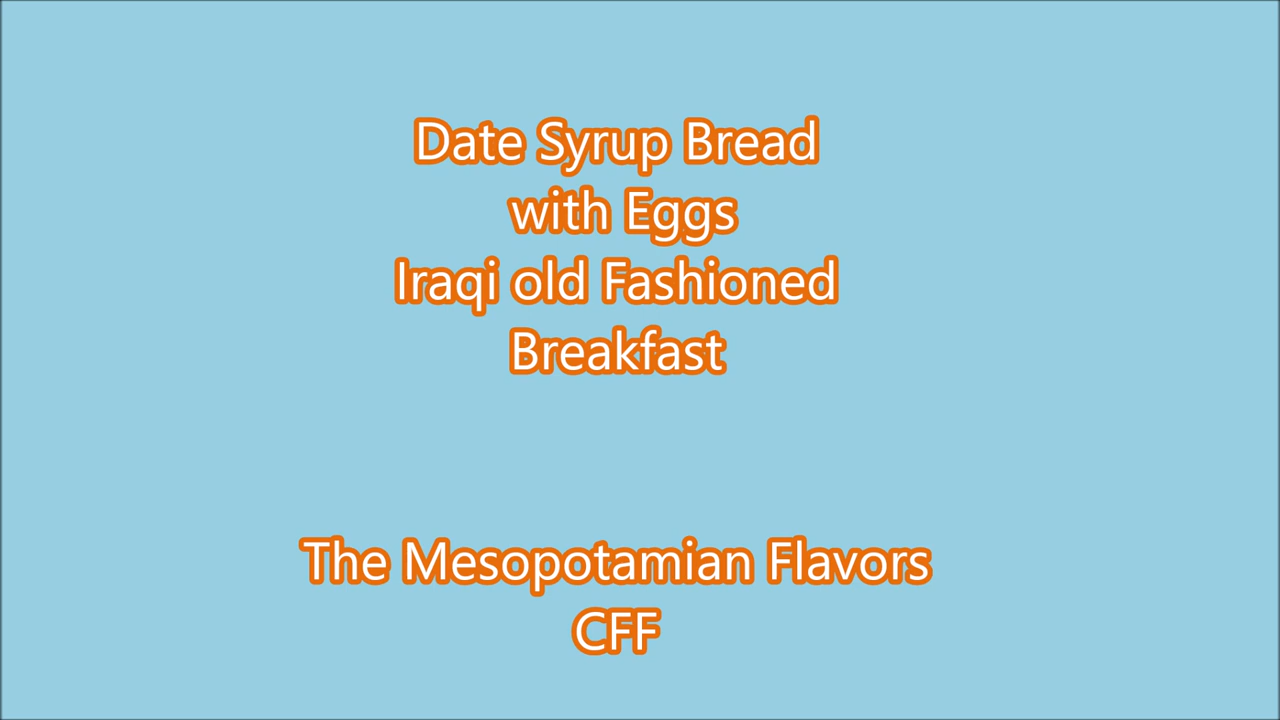 Date Syrup Bread
with Eggs
Iraqi old Fashioned
Breakfast
The Mesopotamian Flavors
CFF